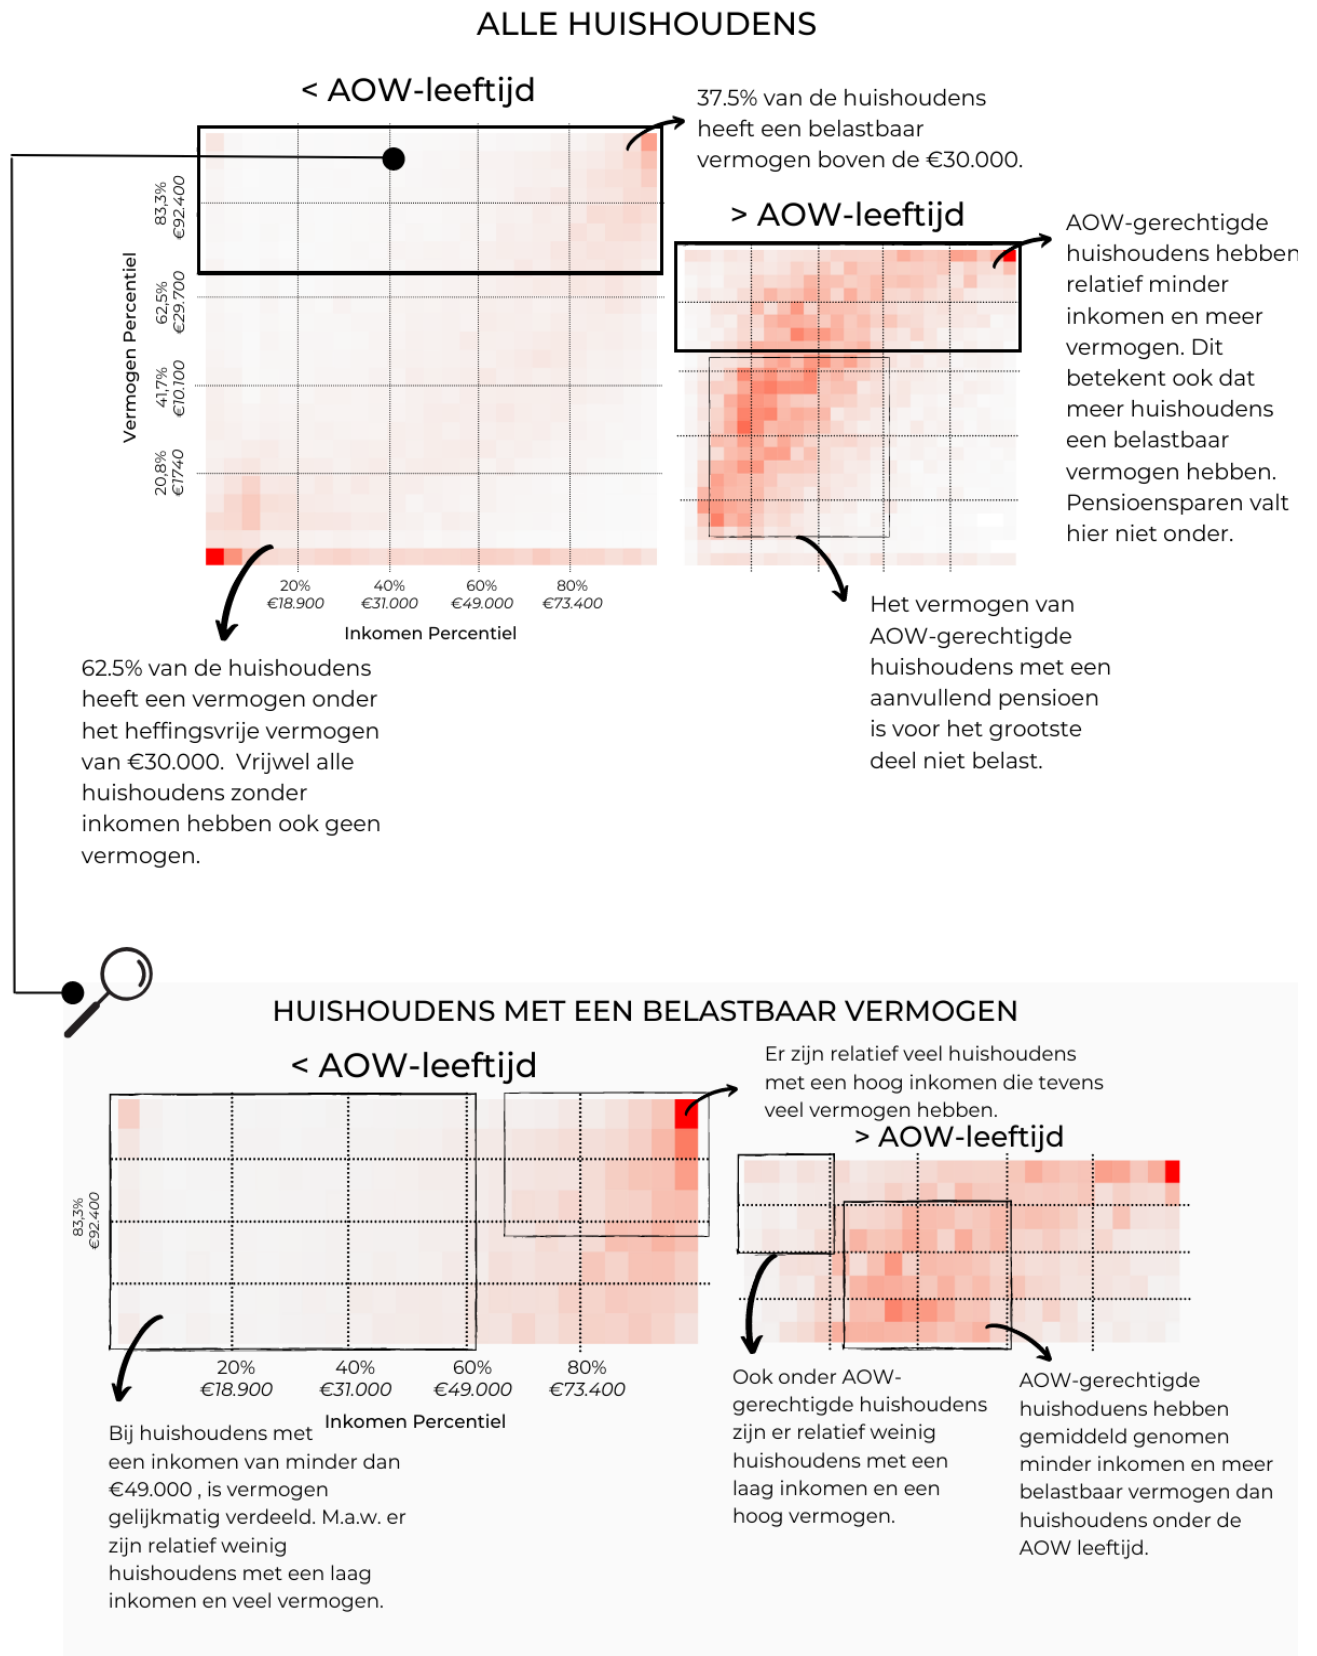 ALLE HUISHOUDENS
< AOW-leeftijd
37.5% van de huishoudens
heeft een belastbaar
vermogen boven de €30.000.
> AOW-leeftijd
AOW-gerechtigde
huishoudens hebben
relatief minder
inkomen en meer
vermogen. Dit
betekent ook dat
meer huishoudens
een belastbaar
vermogen hebben.
Pensioensparen valt
hier niet onder.
Vermogen Percentiel
83,3%
€92.400
62,5%
€29.700
41,7%
€10.100
20,8%
€1740
20%
€18.900
40%
€31.000
60%
€49.000
80%
€73.400
Inkomen Percentiel
62.5% van de huishoudens
heeft een vermogen onder
het heffingsvrije vermogen
van €30.000. Vrijwel alle
huishoudens zonder
inkomen hebben ook geen
vermogen.
Het vermogen van
AOW-gerechtigde
huishoudens met een
aanvullend pensioen
is voor het grootste
deel niet belast.
HUISHOUDENS MET EEN BELASTBAAR VERMOGEN
< AOW-leeftijd
Er zijn relatief veel huishoudens
met een hoog inkomen die tevens
veel vermogen hebben.
> AOW-leeftijd
83,3%
€92.400
20%
€18.900
40%
€31.000
60%
€49.000
80%
€73.400
Inkomen Percentiel
Bij huishoudens met
een inkomen van minder dan
€49.000 , is vermogen
gelijkmatig verdeeld. M.a.w. er
zijn relatief weinig
huishoudens met een laag
inkomen en veel vermogen.
Ook onder AOW-
gerechtigde huishoudens
zijn er relatief weinig
huishoudens met een
laag inkomen en een
hoog vermogen.
AOW-gerechtigde
huishoduens hebben
gemiddeld genomen
minder inkomen en meer
belastbaar vermogen dan
huishoudens onder de
AOW leeftijd.